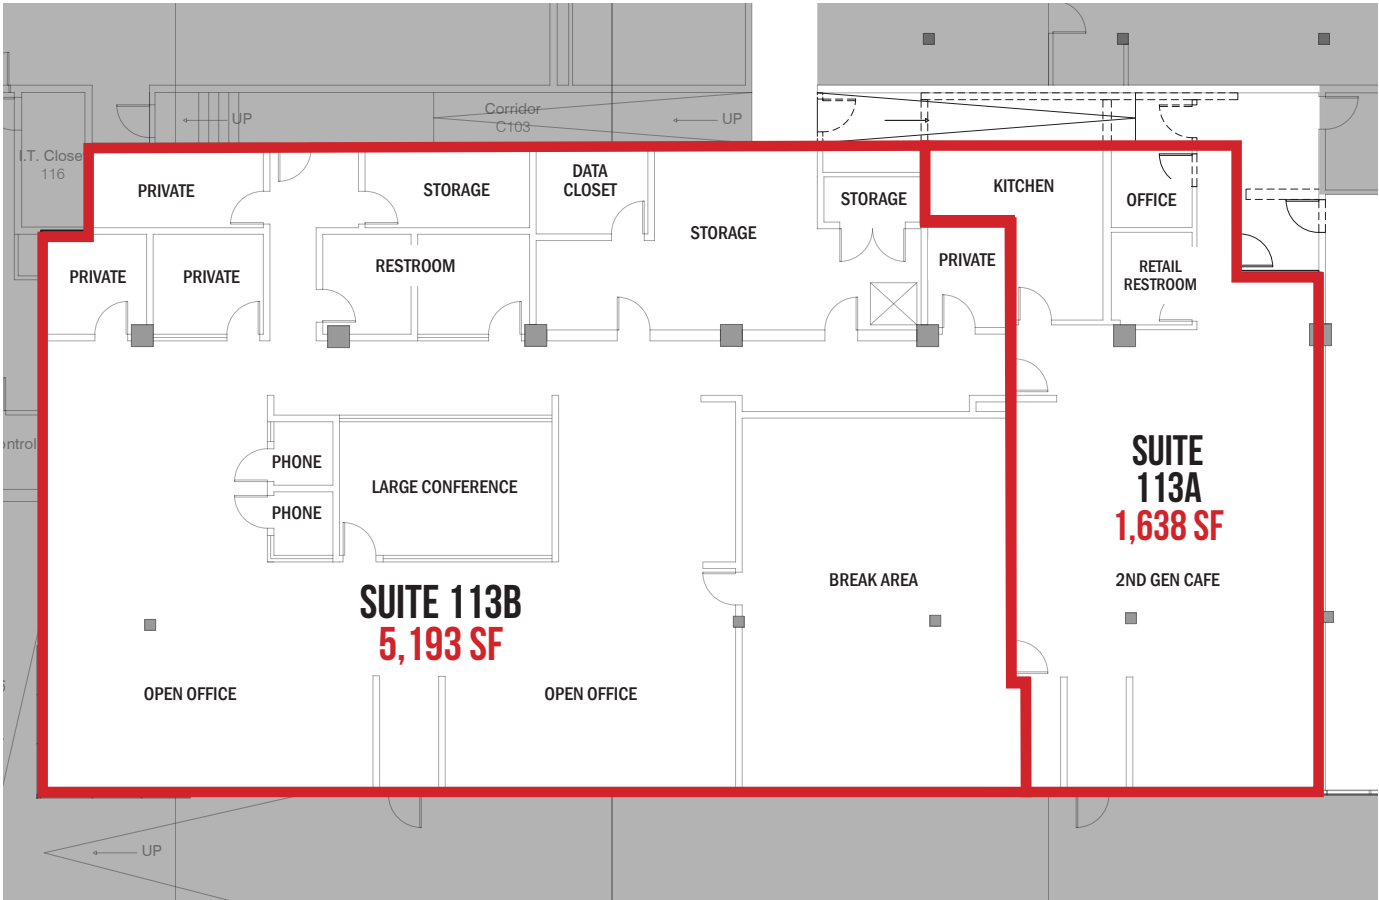 UP
Corridor
C103
UP
I.T. Close
116
PRIVATE
STORAGE
DATA
CLOSET
STORAGE
STORAGE
KITCHEN
OFFICE
PRIVATE
PRIVATE
RESTROOM
PRIVATE
RETAIL
RESTROOM
ontrol
PHONE
PHONE
LARGE CONFERENCE
SUITE
113A
1,638 SF
BREAK AREA
2ND GEN CAFE
SUITE 113B
5,193 SF
OPEN OFFICE
OPEN OFFICE
UP